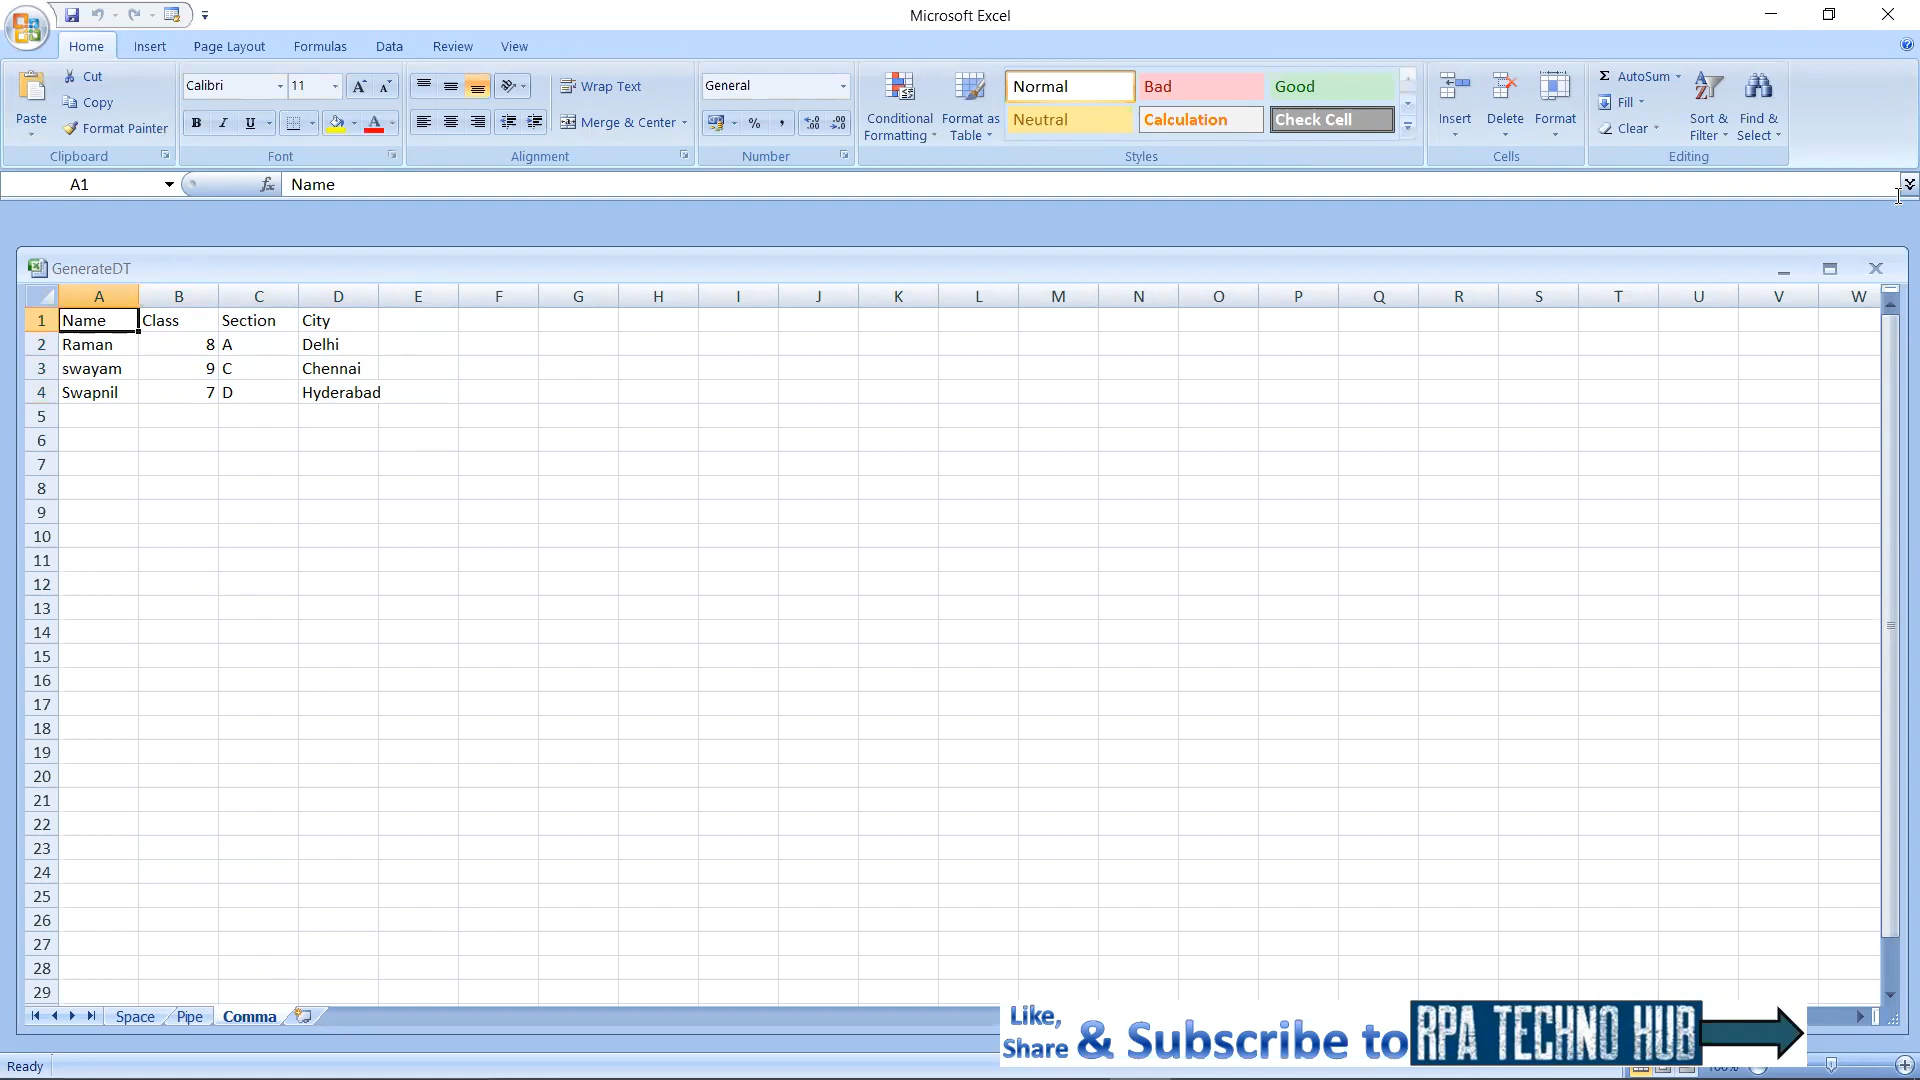 Microsoft Excel
Home Insert Page Layout Formulas Data Review View
Paste
Cut
Copy
Format Painter
Clipboard
Calibri 11 A A
B I U A
Font
Wrap Text
Merge & Center
Alignment
General
% ,
Number
Conditional Formatting
Format as Table
Normal Bad Good
Neutral Calculation Check Cell
Styles
Insert Delete Format
Cells
Σ AutoSum
Fill
Clear
Sort & Filter
Find & Select
Editing
A1 fx Name
GenerateDT
A B C D E F G H I J K L M N O P Q R S T U V W
1 Name Class Section City
2 Raman 8 A Delhi
3 swayam 9 C Chennai
4 Swapnil 7 D Hyderabad
5
6
7
8
9
10
11
12
13
14
15
16
17
18
19
20
21
22
23
24
25
26
27
28
29
Space Pipe Comma
Like,
Share & Subscribe to RPA TECHNO HUB
Ready